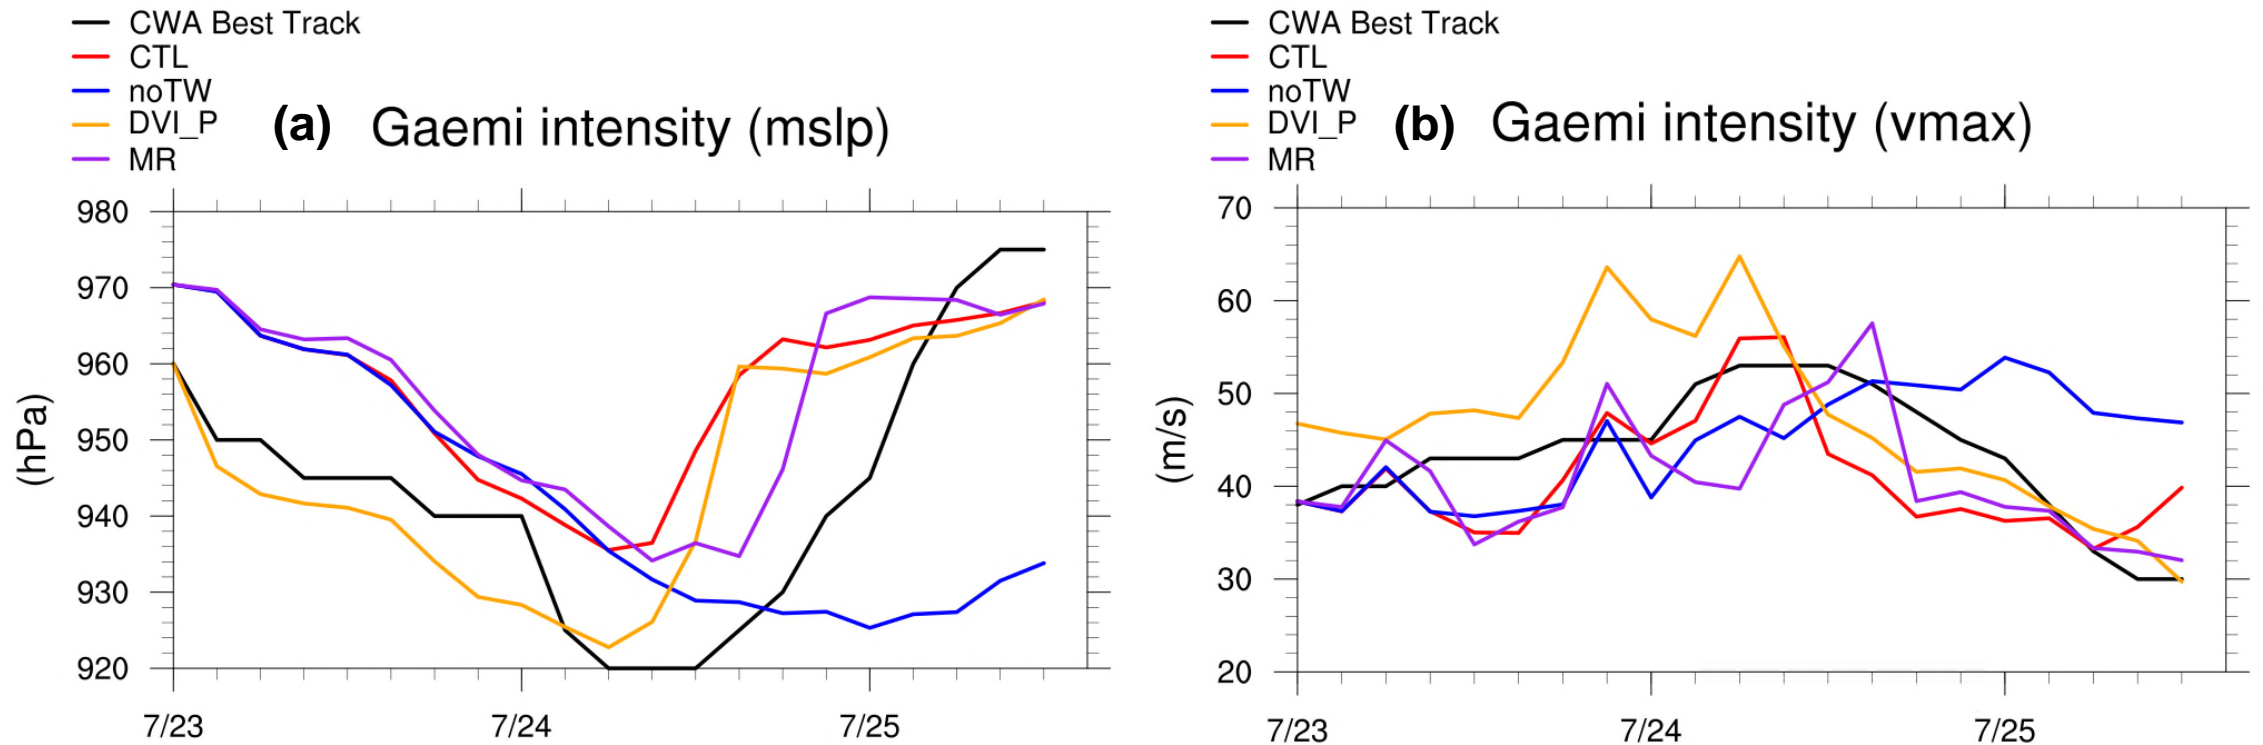 CWA Best Track
CTL
noTW
DVI_P
MR
(a) Gaemi intensity (mslp)
980
970
960
950
940
930
920
(hPa)
7/23 7/24 7/25
CWA Best Track
CTL
noTW
DVI_P
MR
(b) Gaemi intensity (vmax)
70
60
50
40
30
20
(m/s)
7/23 7/24 7/25